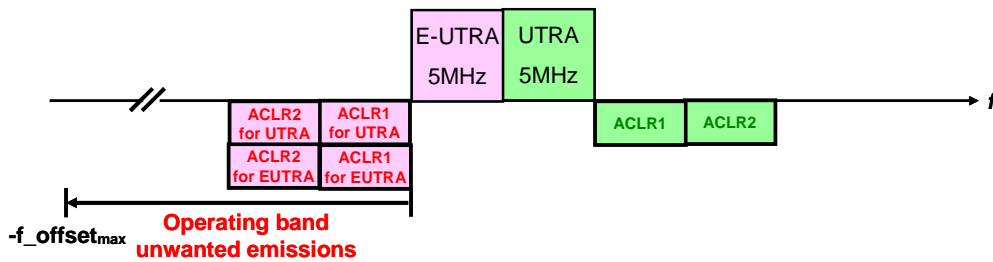 E-UTRA
5MHz
UTRA
5MHz
f
ACLR2
for UTRA
ACLR1
for UTRA
ACLR1
ACLR2
ACLR2
for EUTRA
ACLR1
for EUTRA
-f_offsetmax
Operating band
unwanted emissions